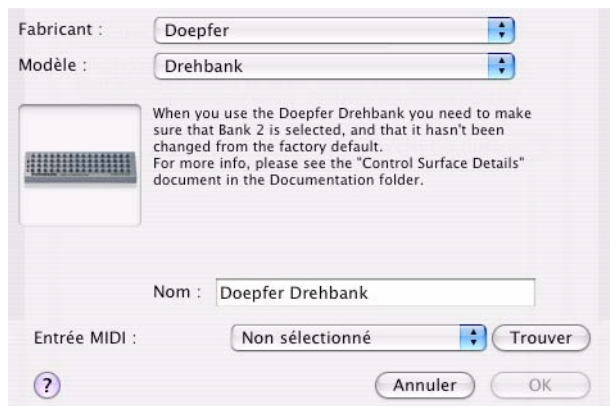 Fabricant : Doepfer
Modèle : Drehbank
When you use the Doepfer Drehbank you need to make
sure that Bank 2 is selected, and that it hasn't been
changed from the factory default.
For more info, please see the "Control Surface Details"
document in the Documentation folder.
Nom : Doepfer Drehbank
Entrée MIDI : Non sélectionné Trouver
? Annuler OK